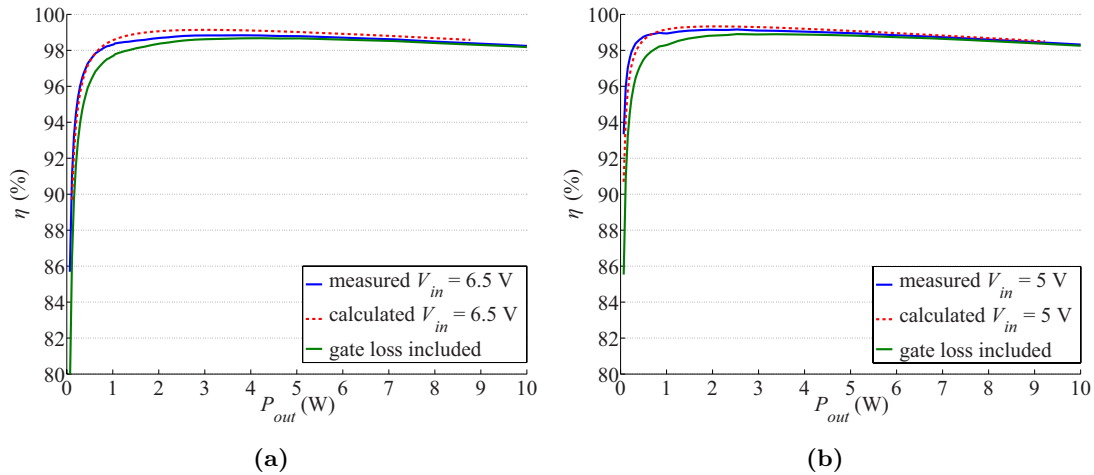 100
98
96
94
92
90
88
86
84
82
80
η (%)
0 1 2 3 4 5 6 7 8 9 10
P_out (W)
measured V_in = 6.5 V
calculated V_in = 6.5 V
gate loss included
(a)
100
98
96
94
92
90
88
86
84
82
80
η (%)
0 1 2 3 4 5 6 7 8 9 10
P_out (W)
measured V_in = 5 V
calculated V_in = 5 V
gate loss included
(b)